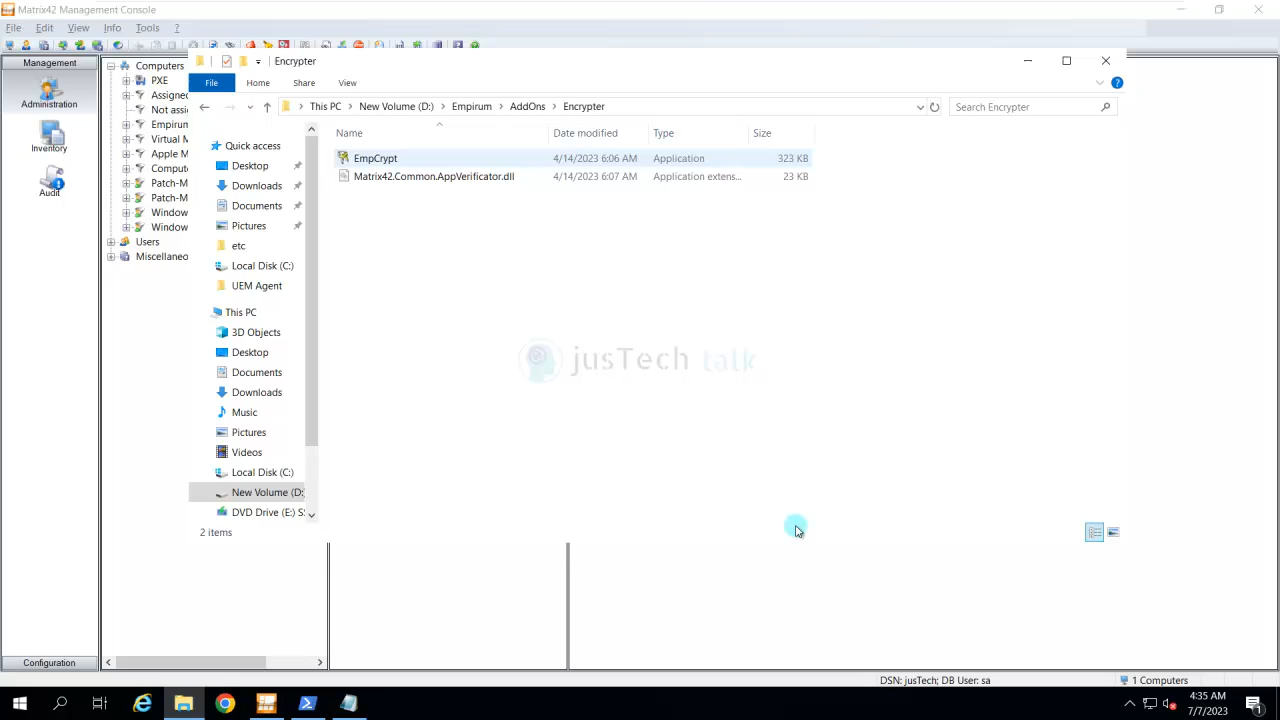 Matrix42 Management Console
File Edit View Info Tools ?
Management
Administration
Inventory
Audit
Configuration
Computers
PXE
Assigne
Not assi
Empirum
Virtual M
Apple M
Compute
Patch-M
Patch-M
Window
Window
Users
Miscellaneo
Encrypter
File Home Share View
This PC New Volume (D:) Empirum AddOns Encrypter
Search Encrypter
Quick access
Desktop
Downloads
Documents
Pictures
etc
Local Disk (C:)
UEM Agent
This PC
3D Objects
Desktop
Documents
Downloads
Music
Pictures
Videos
Local Disk (C:)
New Volume (D:
DVD Drive (E:) S
Name Date modified Type Size
EmpCrypt 4/14/2023 6:06 AM Application 323 KB
Matrix42.Common.AppVerificator.dll 4/14/2023 6:07 AM Application extens... 23 KB
jusTech talk
2 items
DSN: jusTech; DB User: sa
1 Computers
4:35 AM
7/7/2023
1